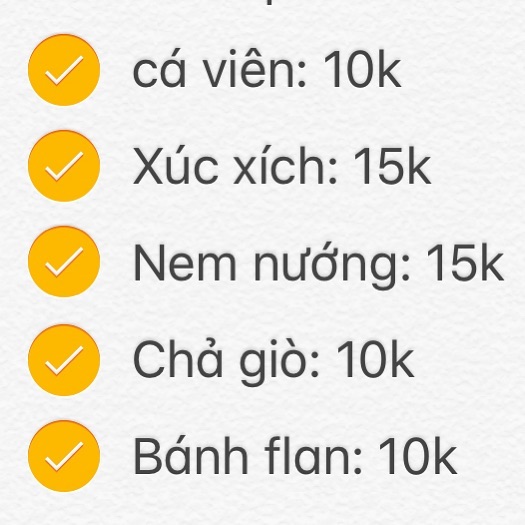 cá viên: 10k
Xúc xích: 15k
Nem nướng: 15k
Chả giò: 10k
Bánh flan: 10k